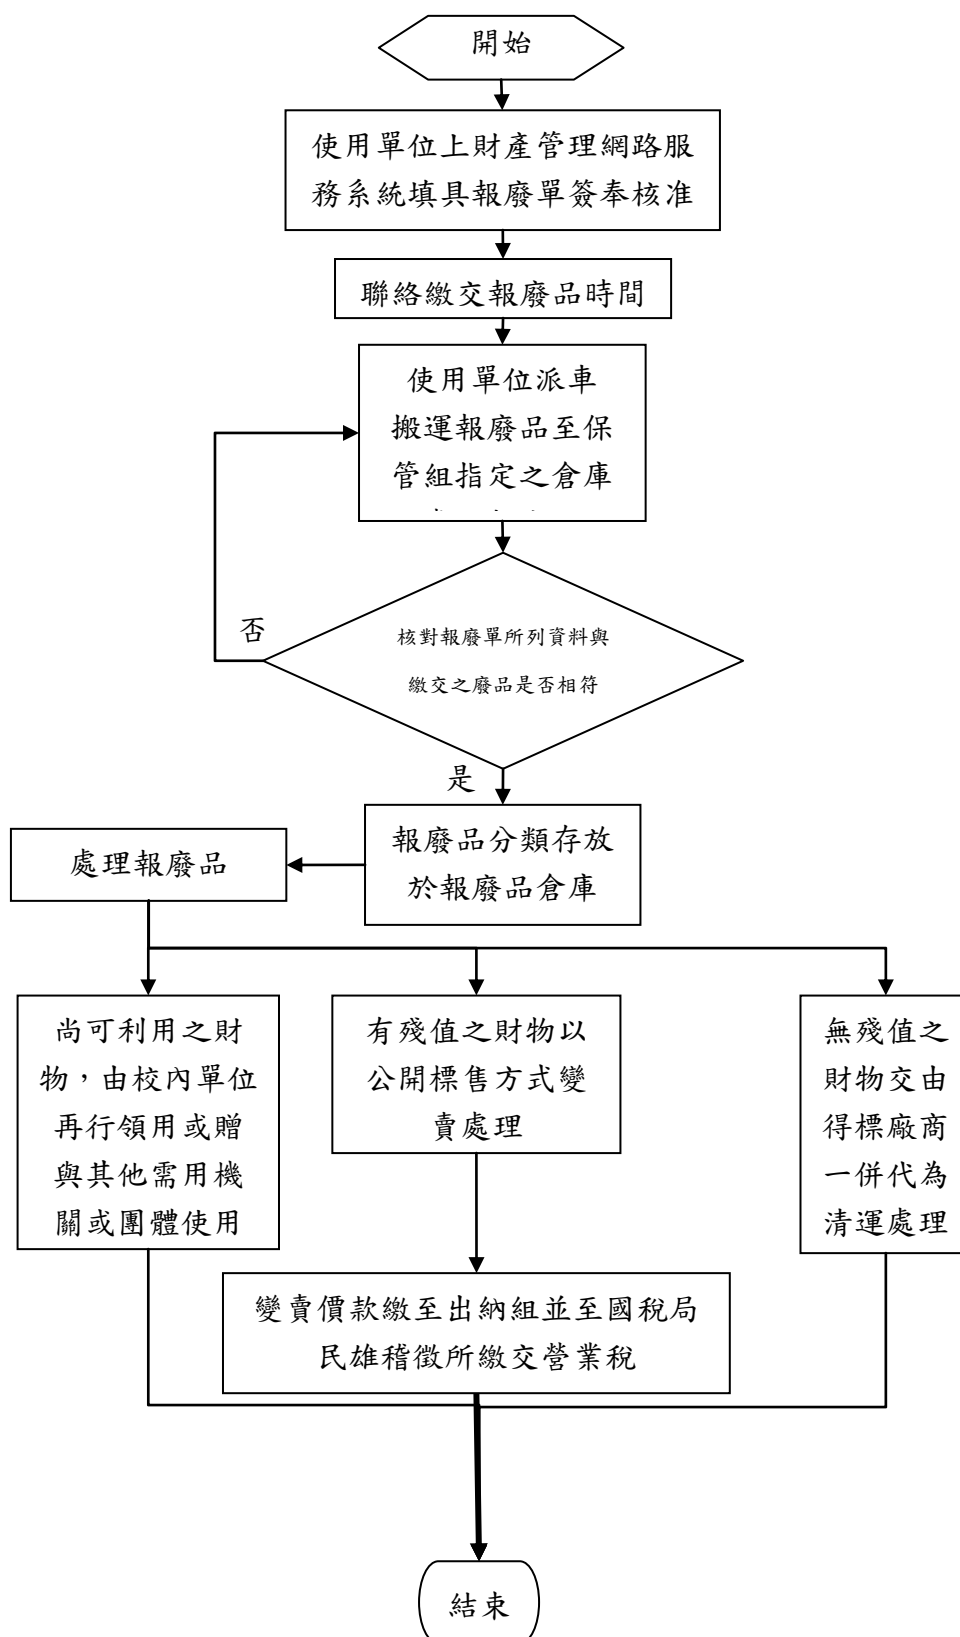 開始
使用單位上財產管理網路服
務系統填具報廢單簽奉核准
聯絡繳交報廢品時間
使用單位派車
搬運報廢品至保
管組指定之倉庫
核對報廢單所列資料與
繳交之廢品是否相符
否
是
報廢品分類存放
於報廢品倉庫
處理報廢品
尚可利用之財
物，由校內單位
再行領用或贈
與其他需用機
關或團體使用
有殘值之財物以
公開標售方式變
賣處理
無殘值之
財物交由
得標廠商
一併代為
清運處理
變賣價款繳至出納組並至國稅局
民雄稽徵所繳交營業稅
結束